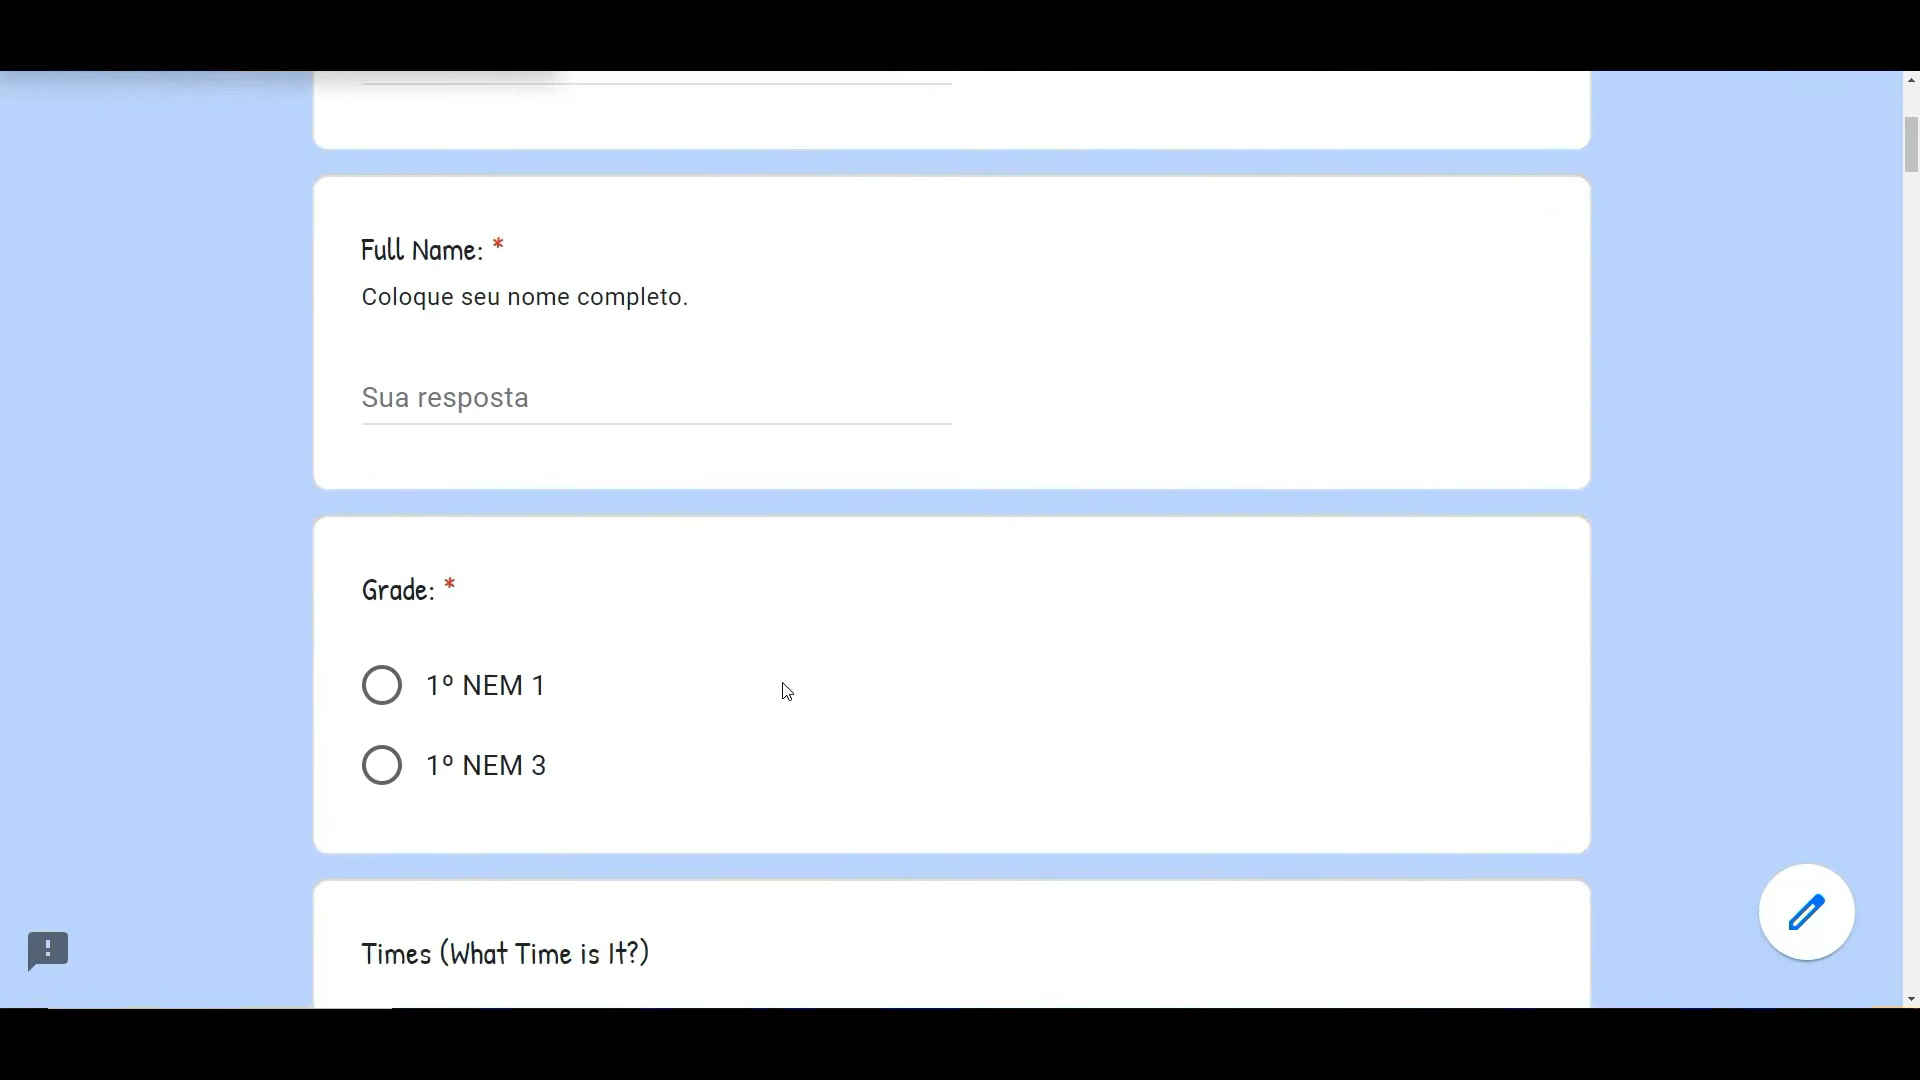 Full Name: *
Coloque seu nome completo.
Sua resposta
Grade: *
1º NEM 1
1º NEM 3
Times (What Time is It?)